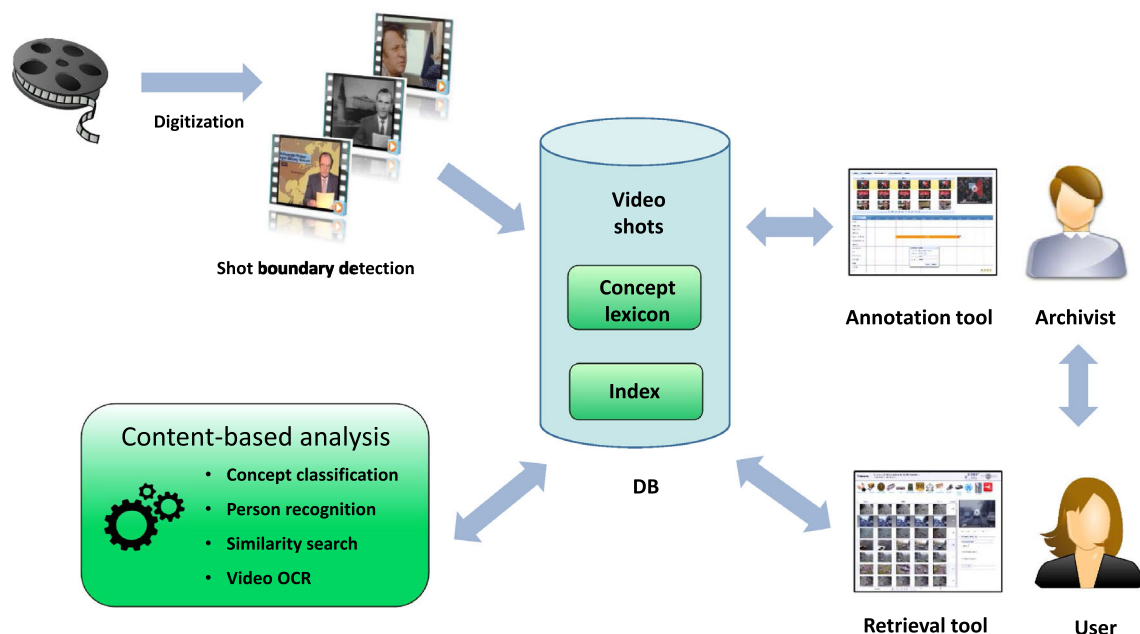 Digitization
Shot boundary detection
Video
shots
Concept
lexicon
Index
DB
Annotation tool
Archivist
Content-based analysis
• Concept classification
• Person recognition
• Similarity search
• Video OCR
Retrieval tool
User